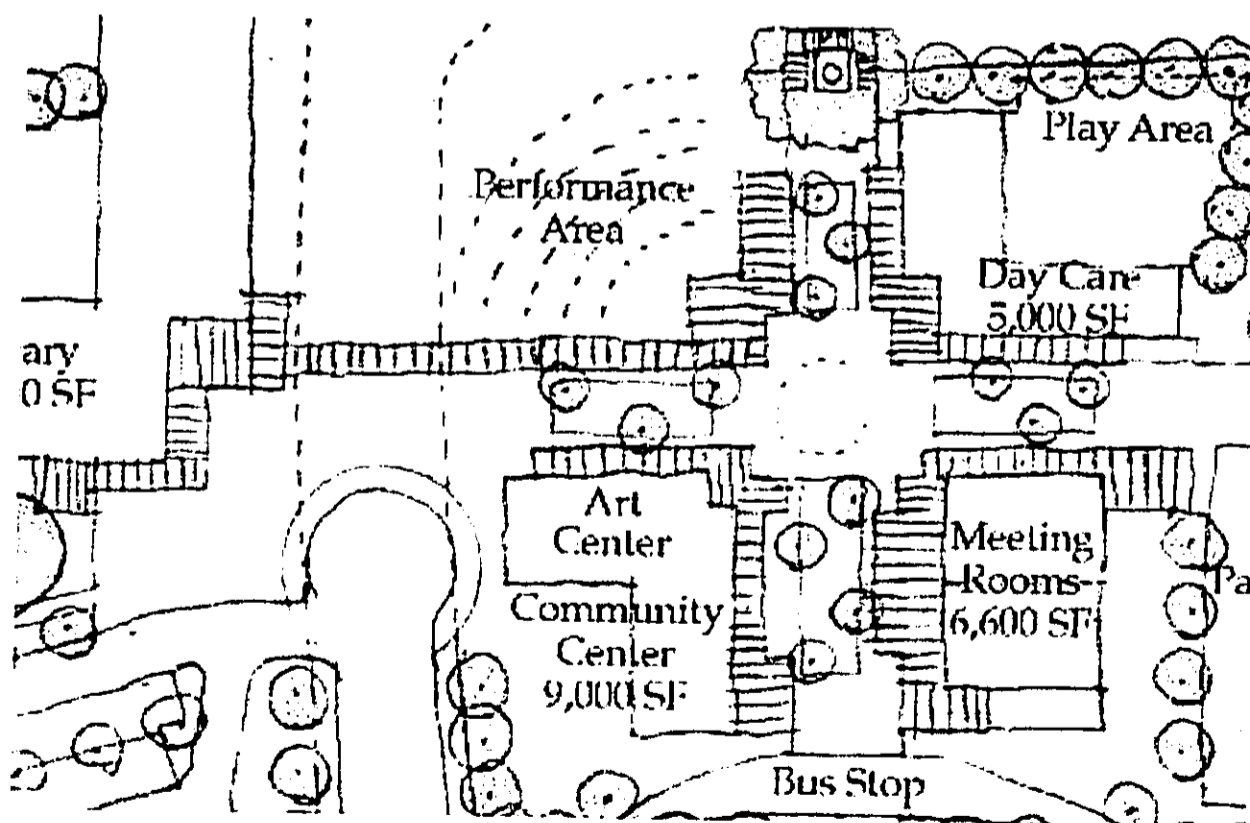 Play Area
Performance
Area
Day Care
5,000 SF
ary
0 SF
Art
Center
Meeting
Rooms
6,600 SF
Pa
Community
Center
9,000 SF
Bus Stop